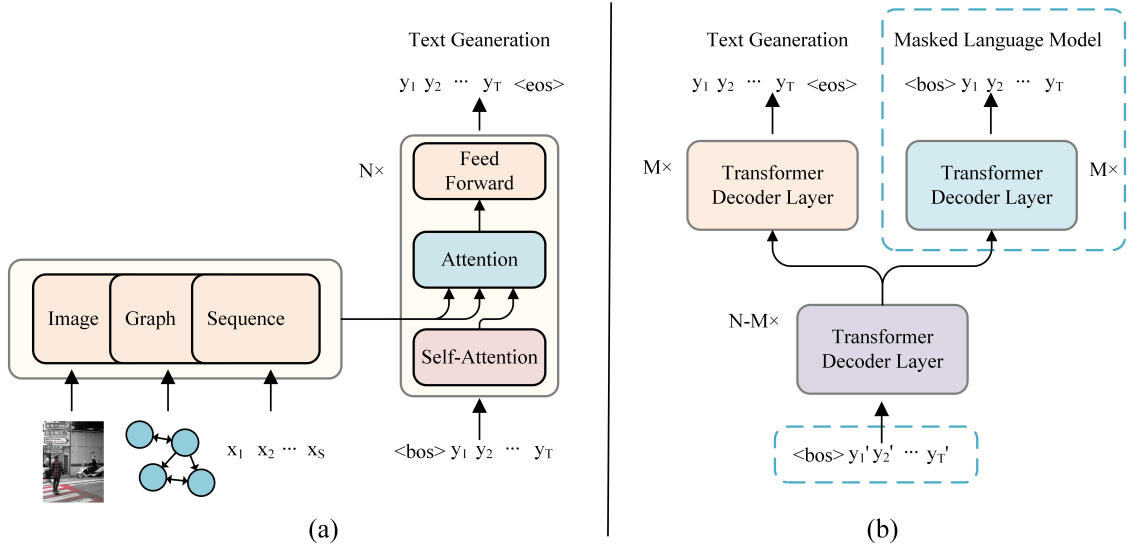 Text Geaneration
y1 y2 ··· yT <eos>
N×
Feed
Forward
Attention
Image Graph Sequence
Self-Attention
x1 x2 ··· xS
<bos> y1 y2 ··· yT
(a)
Text Geaneration
y1 y2 ··· yT <eos>
Masked Language Model
<bos> y1 y2 ··· yT
M×
Transformer
Decoder Layer
Transformer
Decoder Layer
M×
N-M×
Transformer
Decoder Layer
<bos> y1' y2' ··· yT'
(b)